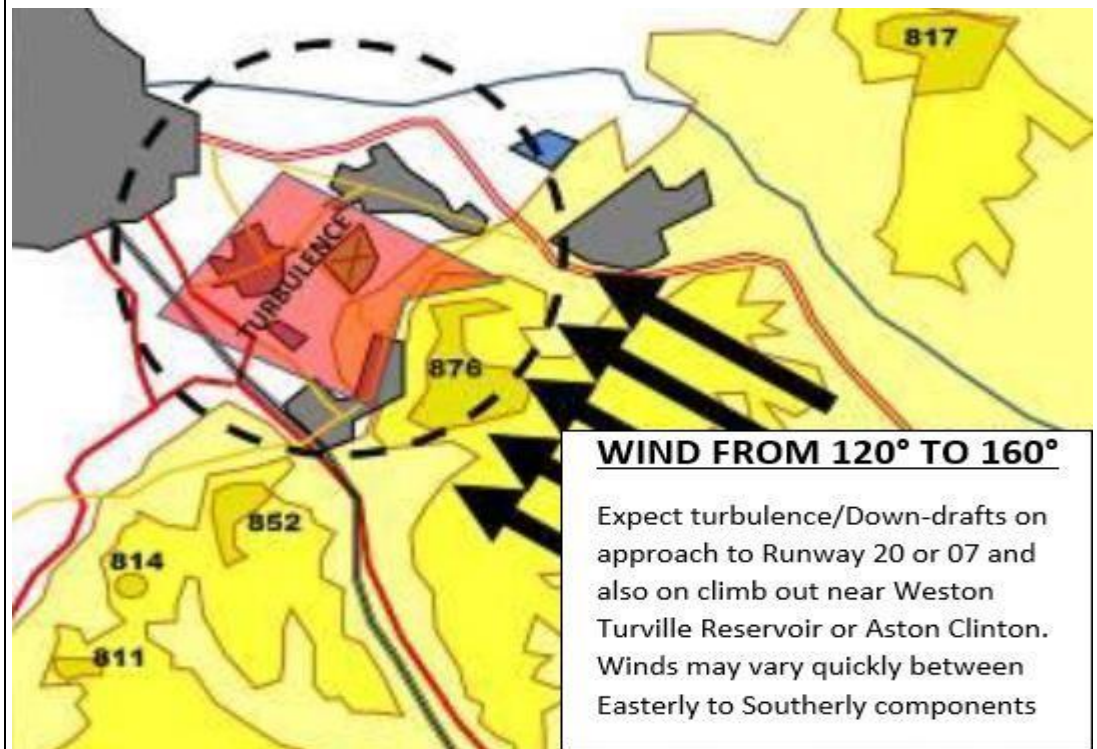 817
TURBULENCE
876
852
814
811
WIND FROM 120° TO 160°
Expect turbulence/Down-drafts on
approach to Runway 20 or 07 and
also on climb out near Weston
Turville Reservoir or Aston Clinton.
Winds may vary quickly between
Easterly to Southerly components